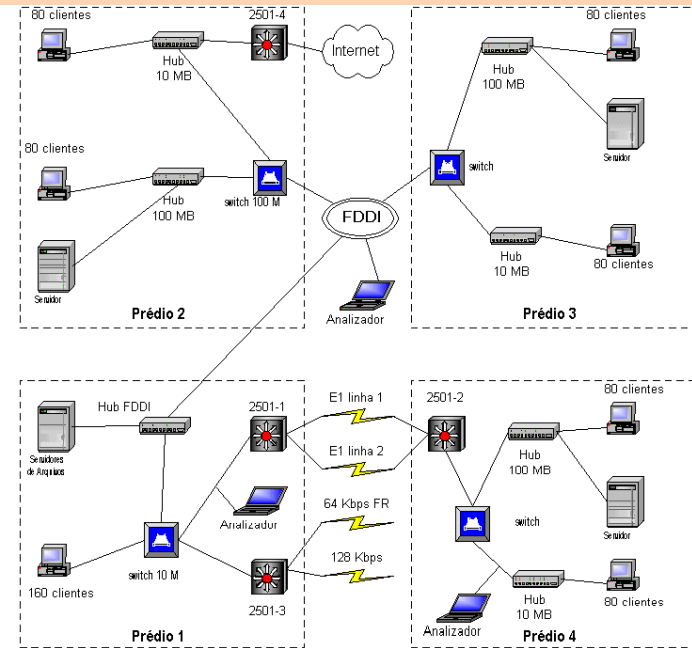 80 clientes
2501-4
Internet
Hub
10 MB
80 clientes
Hub
100 MB
switch 100 M
Servidor
Prédio 2
FDDI
Analizador
80 clientes
Hub
100 MB
Servidor
switch
Hub
10 MB
80 clientes
Prédio 3
Hub FDDI
Servidores
de Arquivos
2501-1
E1 linha 1
E1 linha 2
Analizador
64 Kbps FR
128 Kbps
switch 10 M
160 clientes
2501-3
Prédio 1
2501-2
80 clientes
Hub
100 MB
switch
Servidor
Hub
10 MB
80 clientes
Analizador
Prédio 4